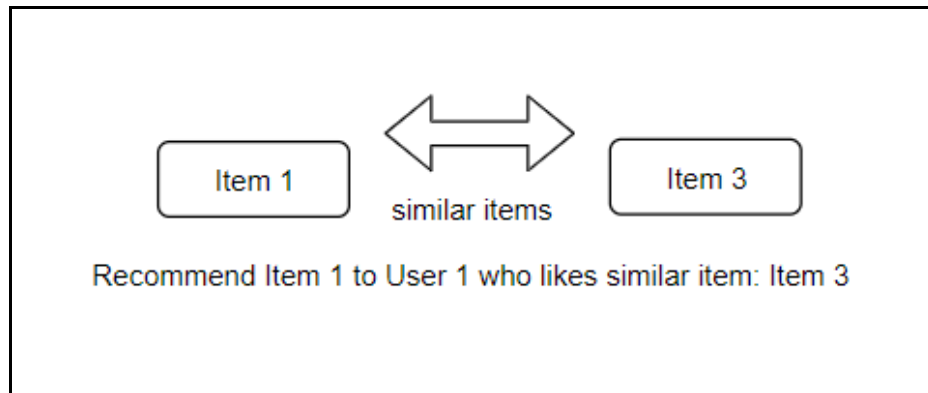 Item 1
Item 3
similar items
Recommend Item 1 to User 1 who likes similar item: Item 3